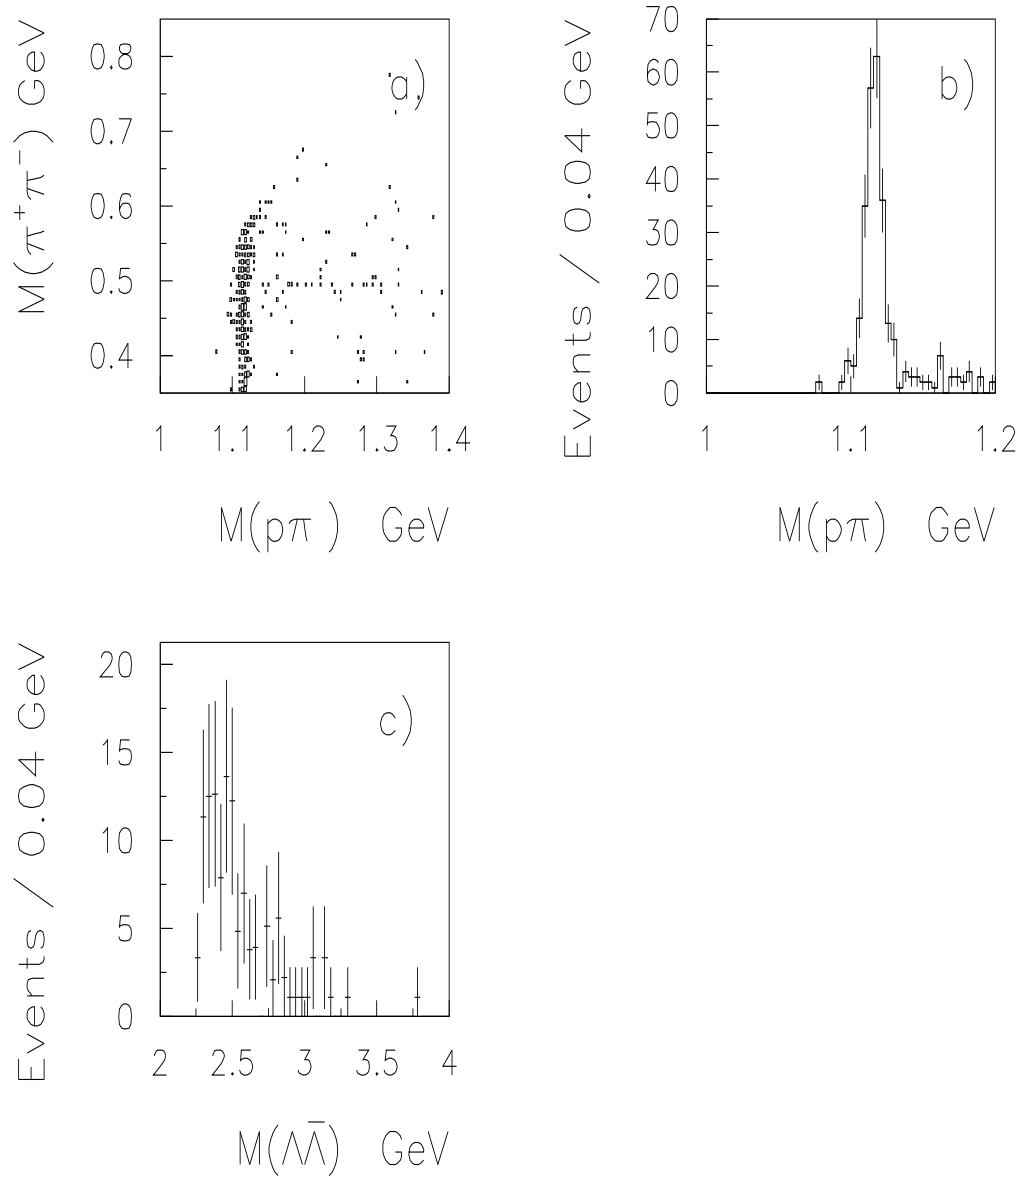 M(π⁺π⁻) GeV
0.8
0.7
0.6
0.5
0.4
a)
1 1.1 1.2 1.3 1.4
M(pπ ) GeV
Events / 0.04 GeV
70
60
50
40
30
20
10
0
b)
1 1.1 1.2
M(pπ) GeV
Events / 0.04 GeV
20
15
10
5
0
c)
2 2.5 3 3.5 4
M(ΛΛ̅) GeV